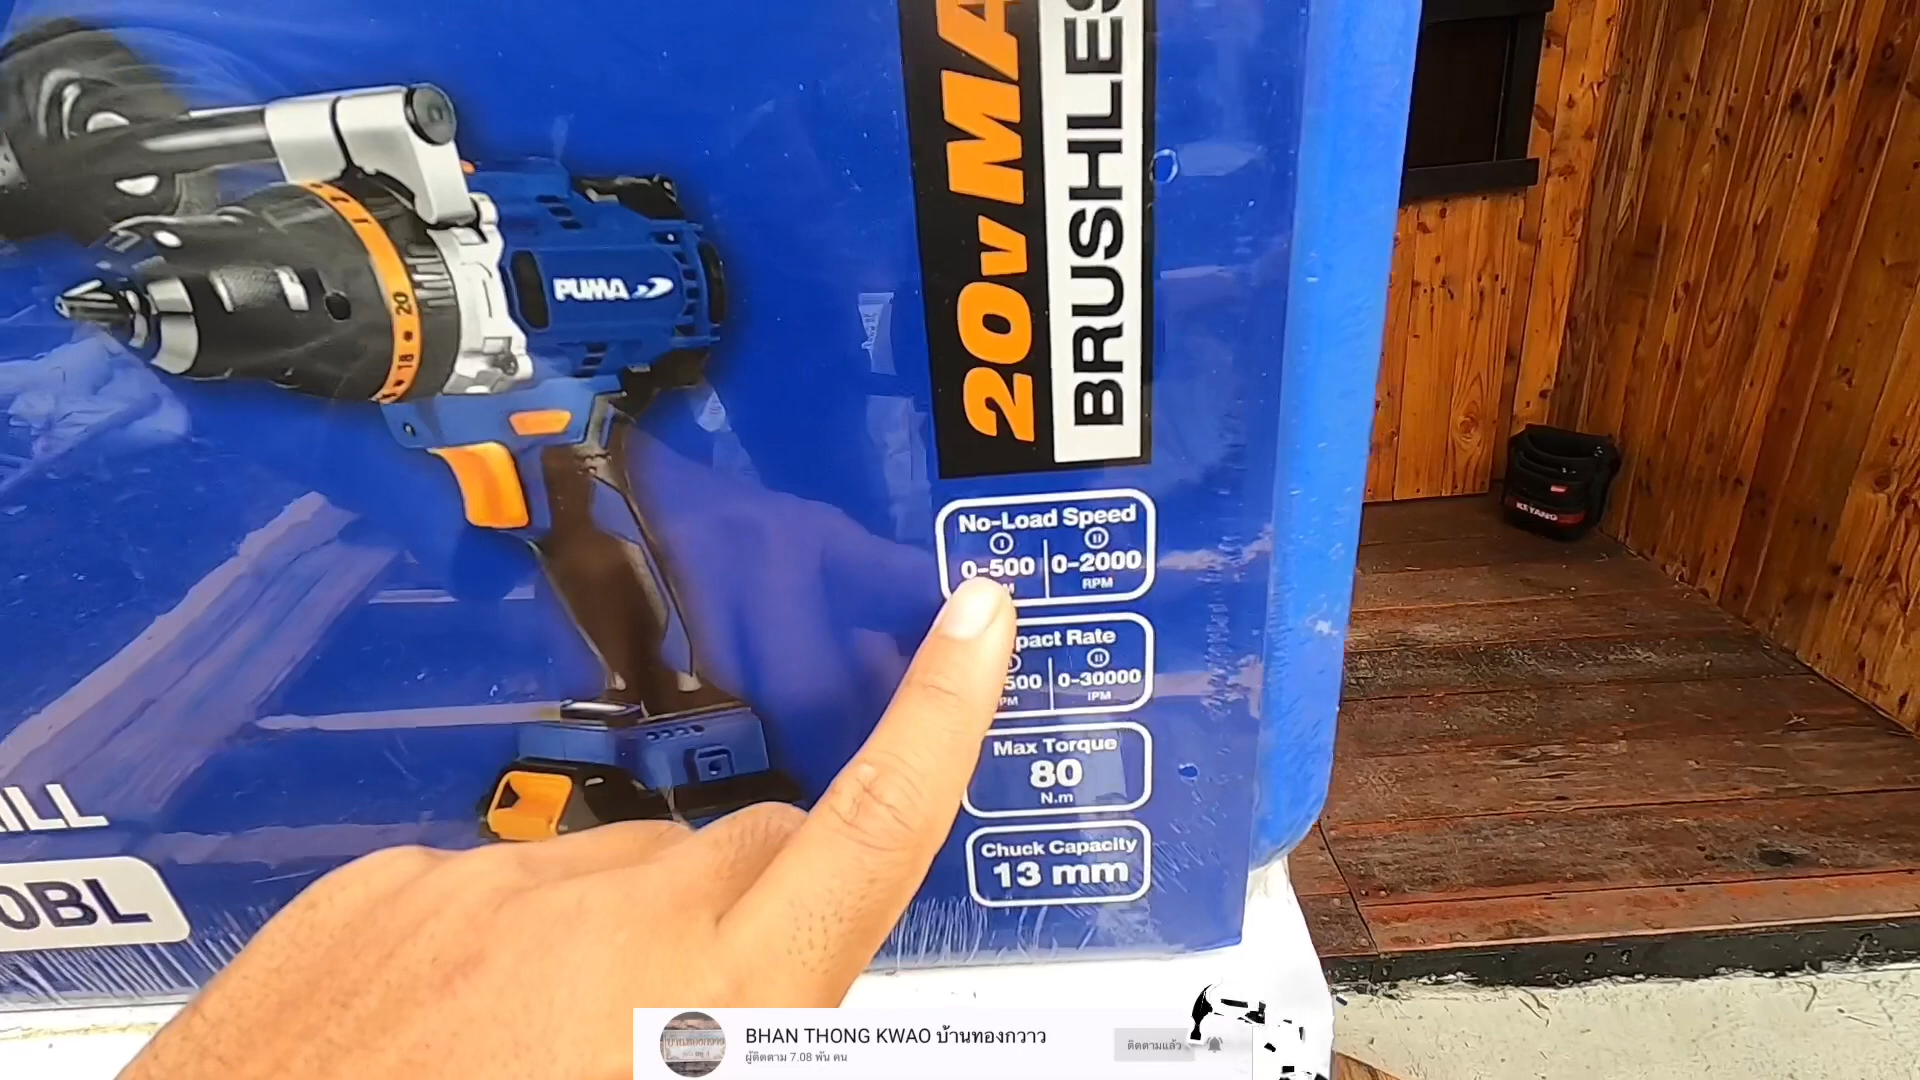 20v MA
BRUSHLES
PUMA
20
18
No-Load Speed
I II
0-500 0-2000
RPM
pact Rate
II
500 0-30000
PM IPM
Max Torque
80
N.m
Chuck Capacity
13 mm
ILL
0BL
KEYANG
BHAN THONG KWAO บ้านทองกวาว
ผู้ติดตาม 7.08 พัน คน
ติดตามแล้ว